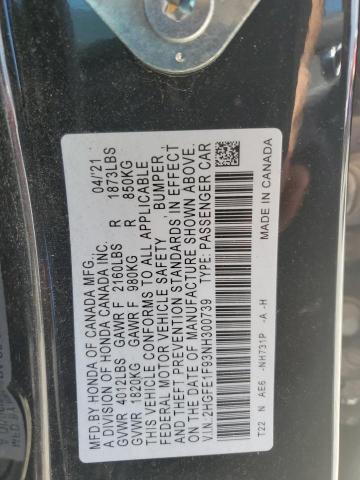 MFD.BY HONDA OF CANADA MFG., 04/'21
A DIVISION OF HONDA CANADA INC.
GVWR 4012LBS GAWR F 2160LBS R 1873LBS
GVWR 1820KG GAWR F 980KG R 850KG
THIS VEHICLE CONFORMS TO ALL APPLICABLE
FEDERAL MOTOR VEHICLE SAFETY, BUMPER
AND THEFT PREVENTION STANDARDS IN EFFECT
ON THE DATE OF MANUFACTURE SHOWN ABOVE.
V.I.N.:2HGFE1F93NH300739 TYPE: PASSENGER CAR
T22 N AE6 -NH731P -A -H MADE IN CANADA